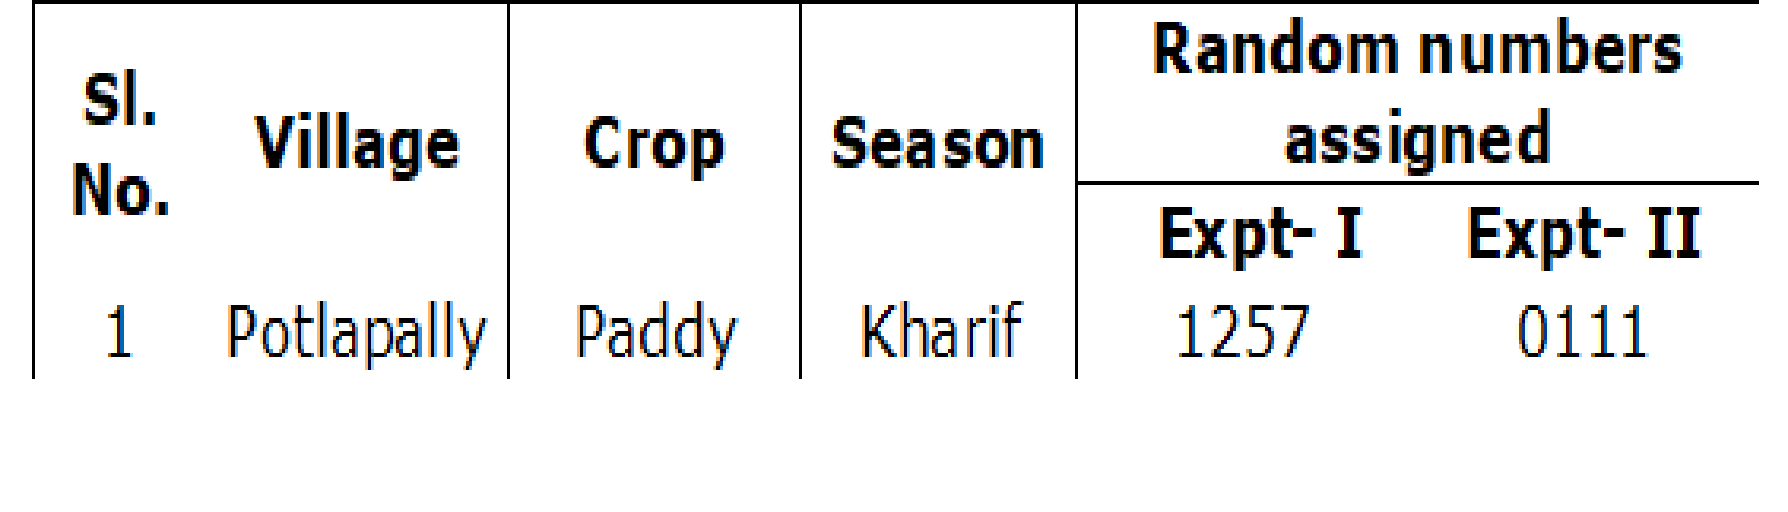 Sl. No. Village Crop Season Random numbers assigned
Expt- I Expt- II
1 Potlapally Paddy Kharif 1257 0111